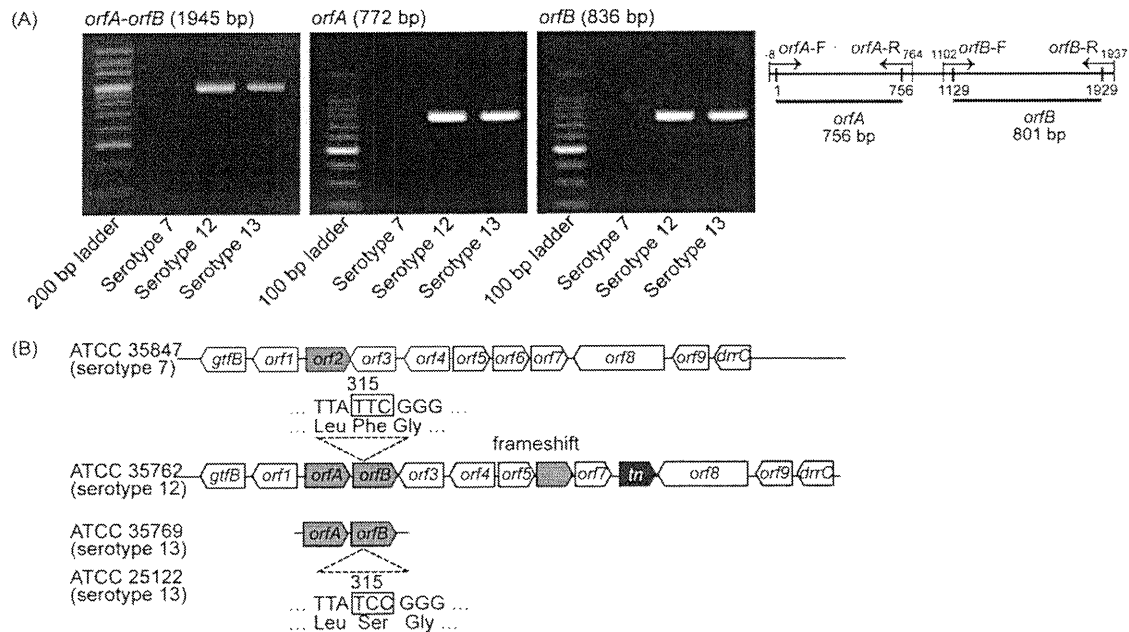 (A)
orfA-orfB (1945 bp)
orfA (772 bp)
orfB (836 bp)
200 bp ladder
Serotype 7
Serotype 12
Serotype 13
100 bp ladder
Serotype 7
Serotype 12
Serotype 13
100 bp ladder
Serotype 7
Serotype 12
Serotype 13
-8 orfA-F orfA-R 764 1102 orfB-F orfB-R 1937
1 756 1129 1929
orfA orfB
756 bp 801 bp
(B)
ATCC 35847
(serotype 7)
gtfB orf1 orf2 orf3 orf4 orf5 orf6 orf7 orf8 orf9 drrC
315
... TTA TTC GGG ...
Leu Phe Gly ...
frameshift
ATCC 35762
(serotype 12)
gtfB orf1 orfA orfB orf3 orf4 orf5 orf7 tn orf8 orf9 drrC
ATCC 35769
(serotype 13)
orfA orfB
ATCC 25122
(serotype 13)
315
... TTA TCC GGG ...
... Leu Ser Gly ...